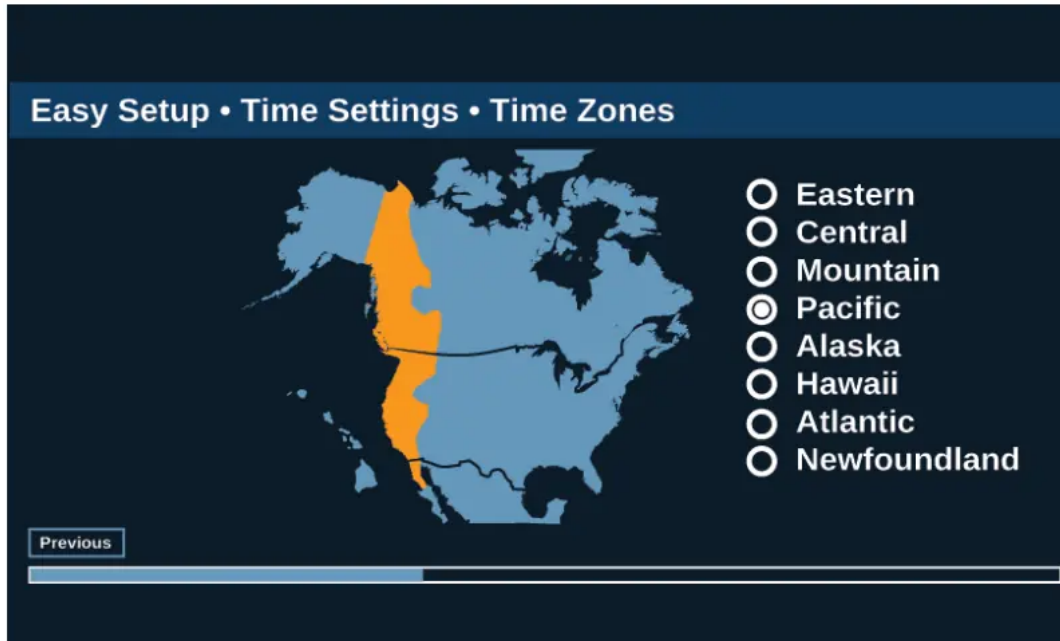 Easy Setup • Time Settings • Time Zones
Eastern
Central
Mountain
Pacific
Alaska
Hawaii
Atlantic
Newfoundland
Previous